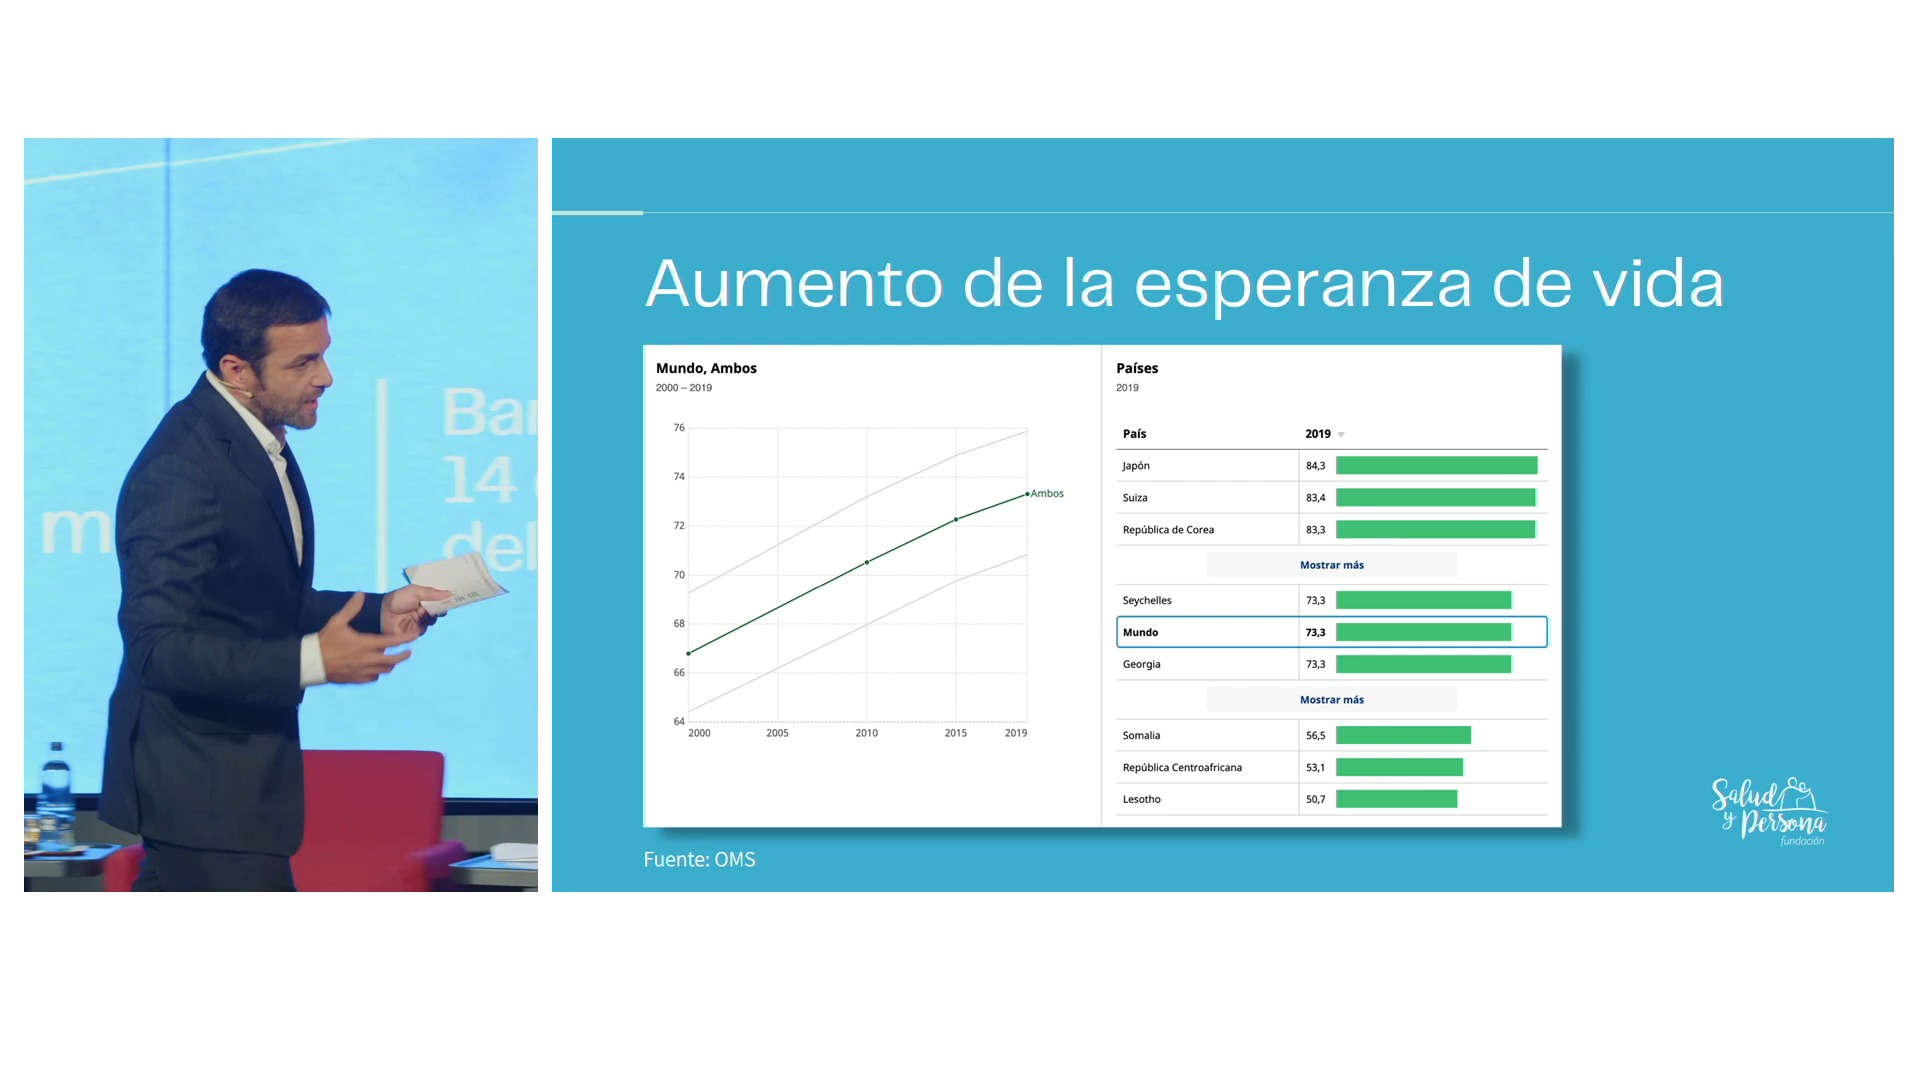 m
Bar
14
del
Aumento de la esperanza de vida
Mundo, Ambos
2000 – 2019
76
74
72
70
68
66
64
2000 2005 2010 2015 2019
Ambos
Países
2019
País 2019
Japón 84,3
Suiza 83,4
República de Corea 83,3
Mostrar más
Seychelles 73,3
Mundo 73,3
Georgia 73,3
Mostrar más
Somalia 56,5
República Centroafricana 53,1
Lesotho 50,7
Fuente: OMS
Salud
y Persona
fundación